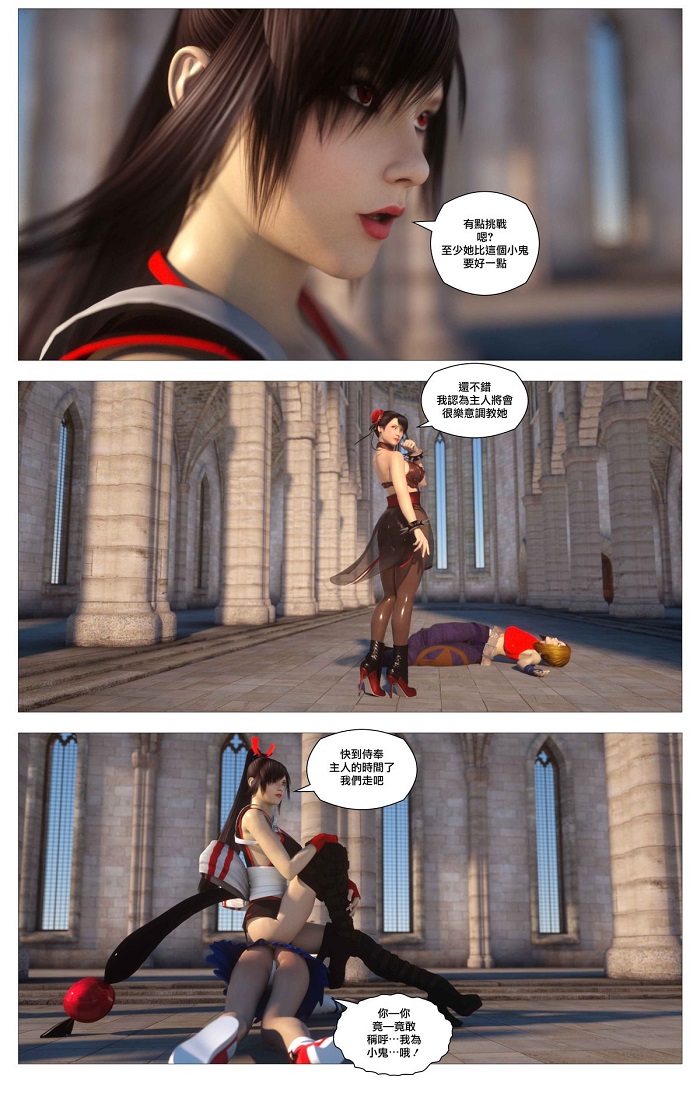 有點挑戰
嗯?
至少她比這個小鬼
要好一點
還不錯
我認為主人將會
很樂意調教她
快到侍奉
主人的時間了
我們走吧
你—你
竟—竟敢
稱呼…我為
小鬼…哦！